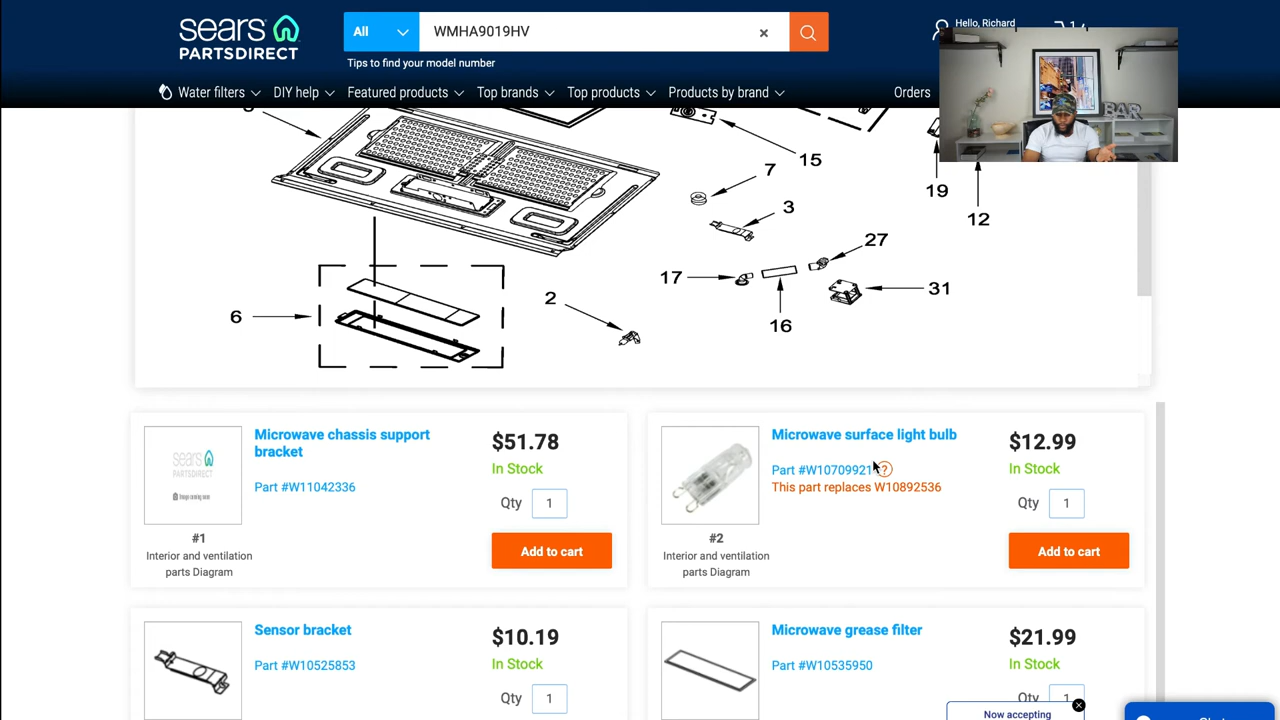 sears
PARTSDIRECT
All
WMHA9019HV
Tips to find your model number
Hello, Richard
Water filters
DIY help
Featured products
Top brands
Top products
Products by brand
Orders
BAR
15
7
3
19
12
27
17
31
16
2
6
Microwave chassis support
bracket
Part #W11042336
$51.78
In Stock
Qty 1
Add to cart
#1
Interior and ventilation
parts Diagram
sears
PARTSDIRECT
Microwave surface light bulb
Part #W10709921 ?
This part replaces W10892536
$12.99
In Stock
Qty 1
Add to cart
#2
Interior and ventilation
parts Diagram
Sensor bracket
Part #W10525853
$10.19
In Stock
Qty 1
Microwave grease filter
Part #W10535950
$21.99
In Stock
Qty 1
Now accepting